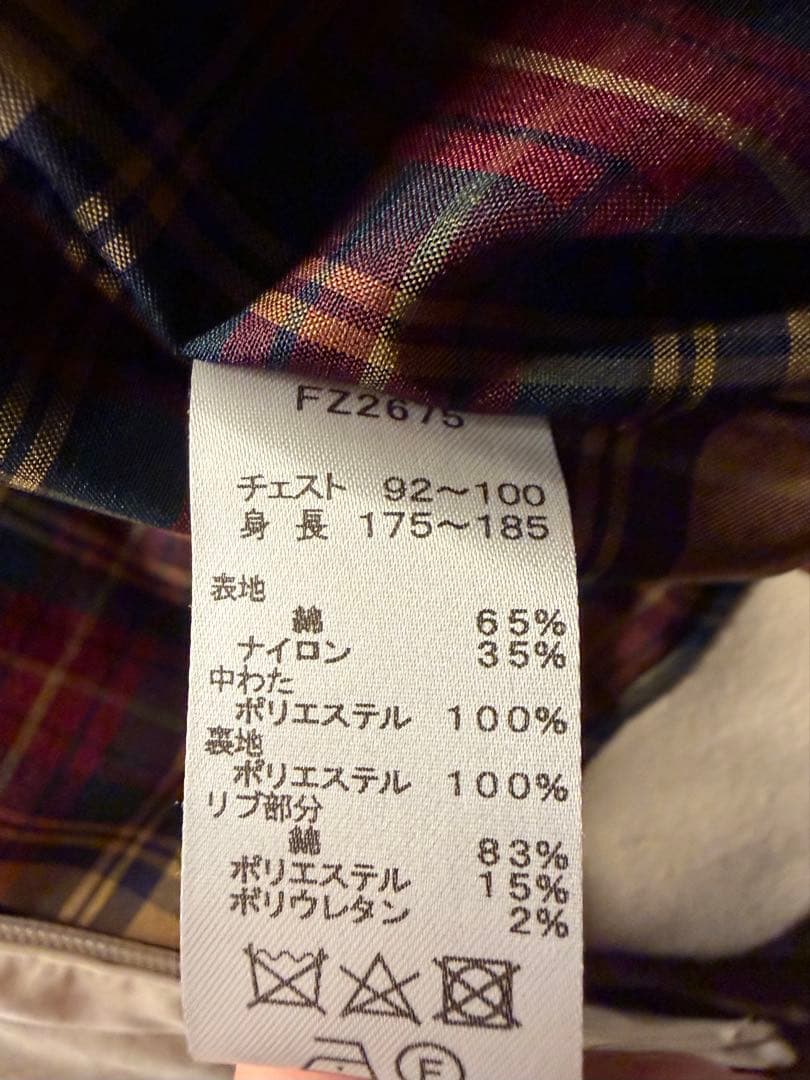 FZ2675
チェスト 92〜100
身長 175〜185
表地
綿 65%
ナイロン 35%
中わた
ポリエステル 100%
裏地
ポリエステル 100%
リブ部分
綿 83%
ポリエステル 15%
ポリウレタン 2%
F